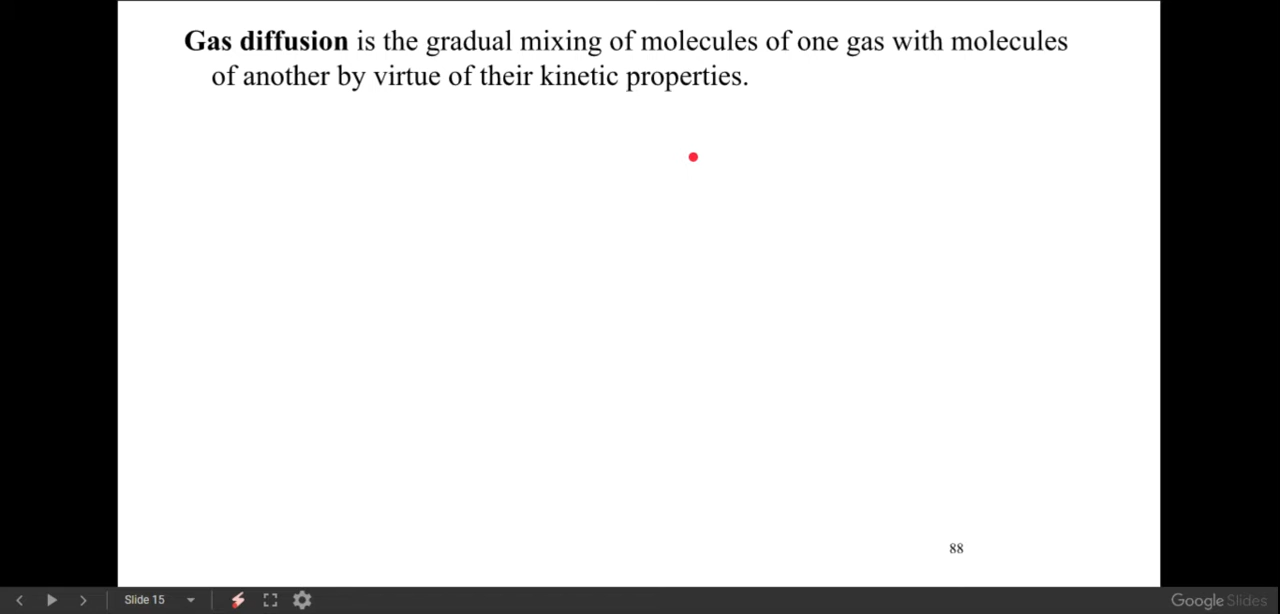 Gas diffusion is the gradual mixing of molecules of one gas with molecules
of another by virtue of their kinetic properties.
88
Slide 15
Google Slides